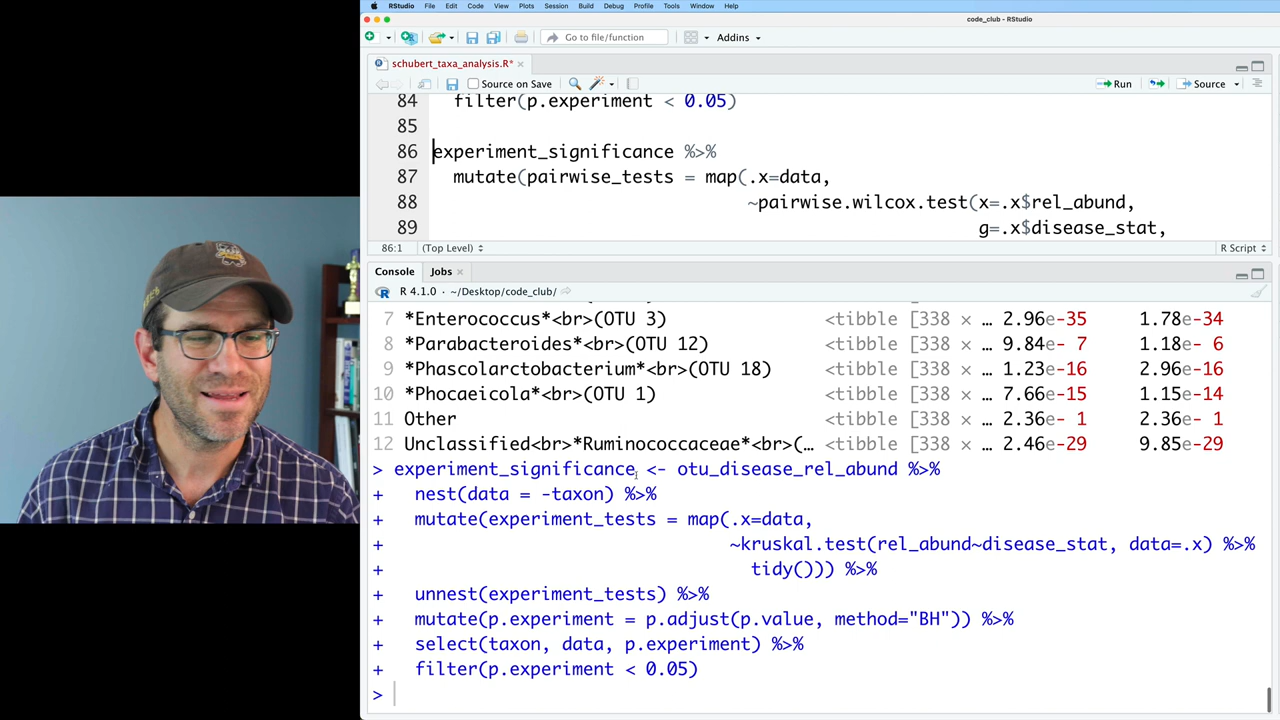 RStudio File Edit Code View Plots Session Build Debug Profile Tools Window Help
code_club - RStudio
Go to file/function Addins
schubert_taxa_analysis.R*
Source on Save Run Source
84 filter(p.experiment < 0.05)
85
86 experiment_significance %>%
87 mutate(pairwise_tests = map(.x=data,
88 ~pairwise.wilcox.test(x=.x$rel_abund,
89 g=.x$disease_stat,
86:1 (Top Level) R Script
Console Jobs
R 4.1.0 · ~/Desktop/code_club/
7 *Enterococcus*<br>(OTU 3) <tibble [338 × … 2.96e-35 1.78e-34
8 *Parabacteroides*<br>(OTU 12) <tibble [338 × … 9.84e- 7 1.18e- 6
9 *Phascolarctobacterium*<br>(OTU 18) <tibble [338 × … 1.23e-16 2.96e-16
10 *Phocaeicola*<br>(OTU 1) <tibble [338 × … 7.66e-15 1.15e-14
11 Other <tibble [338 × … 2.36e- 1 2.36e- 1
12 Unclassified<br>*Ruminococcaceae*<br>(… <tibble [338 × … 2.46e-29 9.85e-29
> experiment_significance <- otu_disease_rel_abund %>%
+ nest(data = -taxon) %>%
+ mutate(experiment_tests = map(.x=data,
+ ~kruskal.test(rel_abund~disease_stat, data=.x) %>%
+ tidy())) %>%
+ unnest(experiment_tests) %>%
+ mutate(p.experiment = p.adjust(p.value, method="BH")) %>%
+ select(taxon, data, p.experiment) %>%
+ filter(p.experiment < 0.05)
>